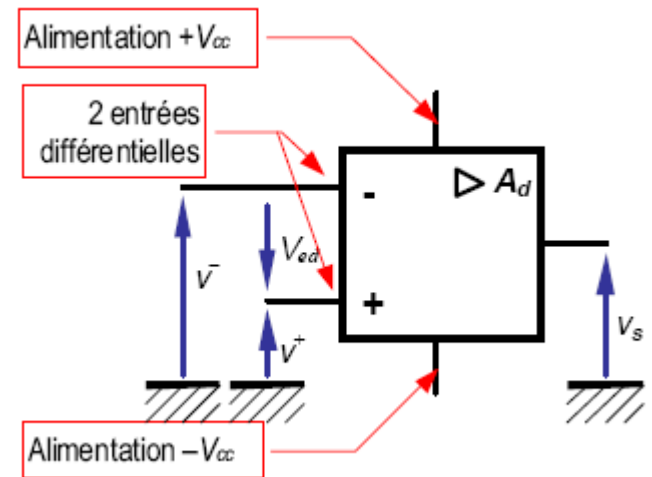 Alimentation +Vcc
2 entrées
différentielles
- ▷ Ad
Ved
V-
+
V+
Vs
Alimentation –Vcc